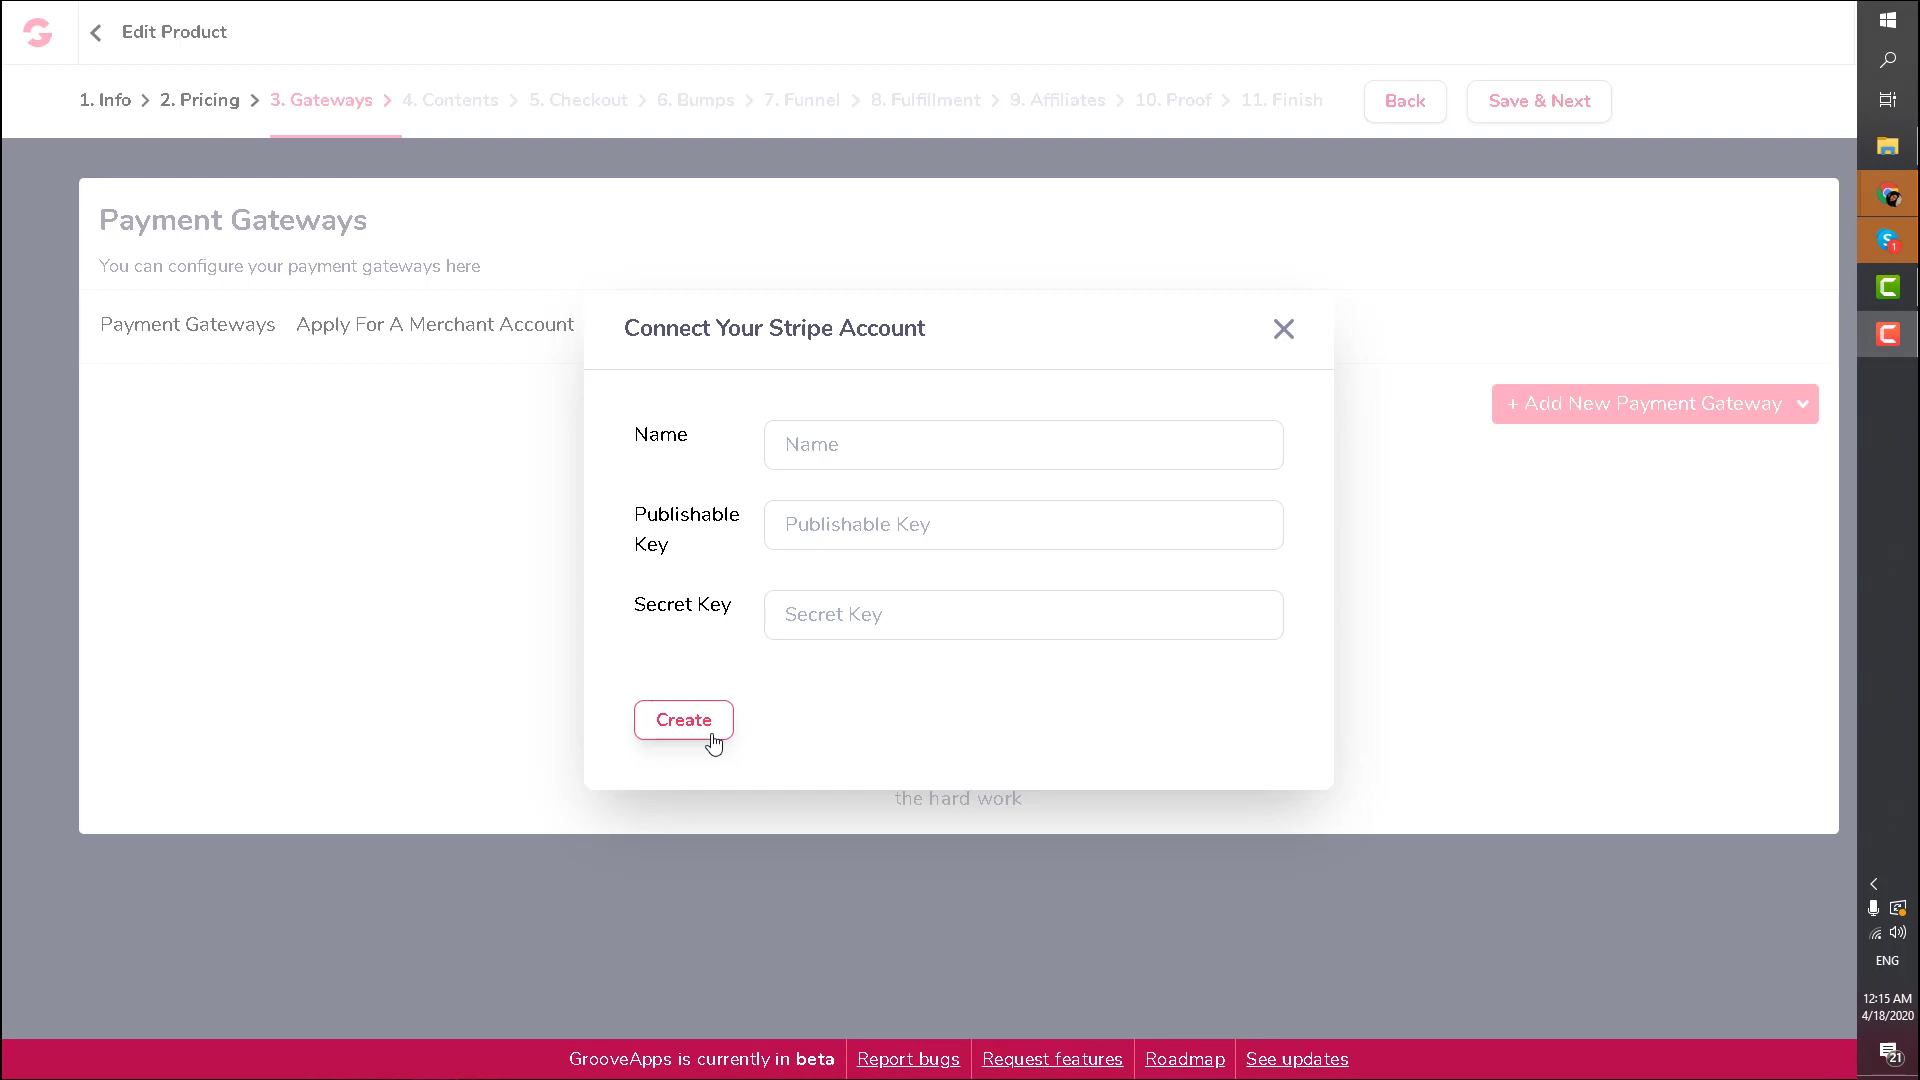 Edit Product
1. Info
2. Pricing
3. Gateways
4. Contents
5. Checkout
6. Bumps
7. Funnel
8. Fulfillment
9. Affiliates
10. Proof
11. Finish
Back
Save & Next
Payment Gateways
You can configure your payment gateways here
Payment Gateways
Apply For A Merchant Account
Connect Your Stripe Account
+ Add New Payment Gateway
Name
Name
Publishable
Key
Publishable Key
Secret Key
Secret Key
Create
the hard work
GrooveApps is currently in beta
Report bugs
Request features
Roadmap
See updates
1
ENG
12:15 AM
4/18/2020
21